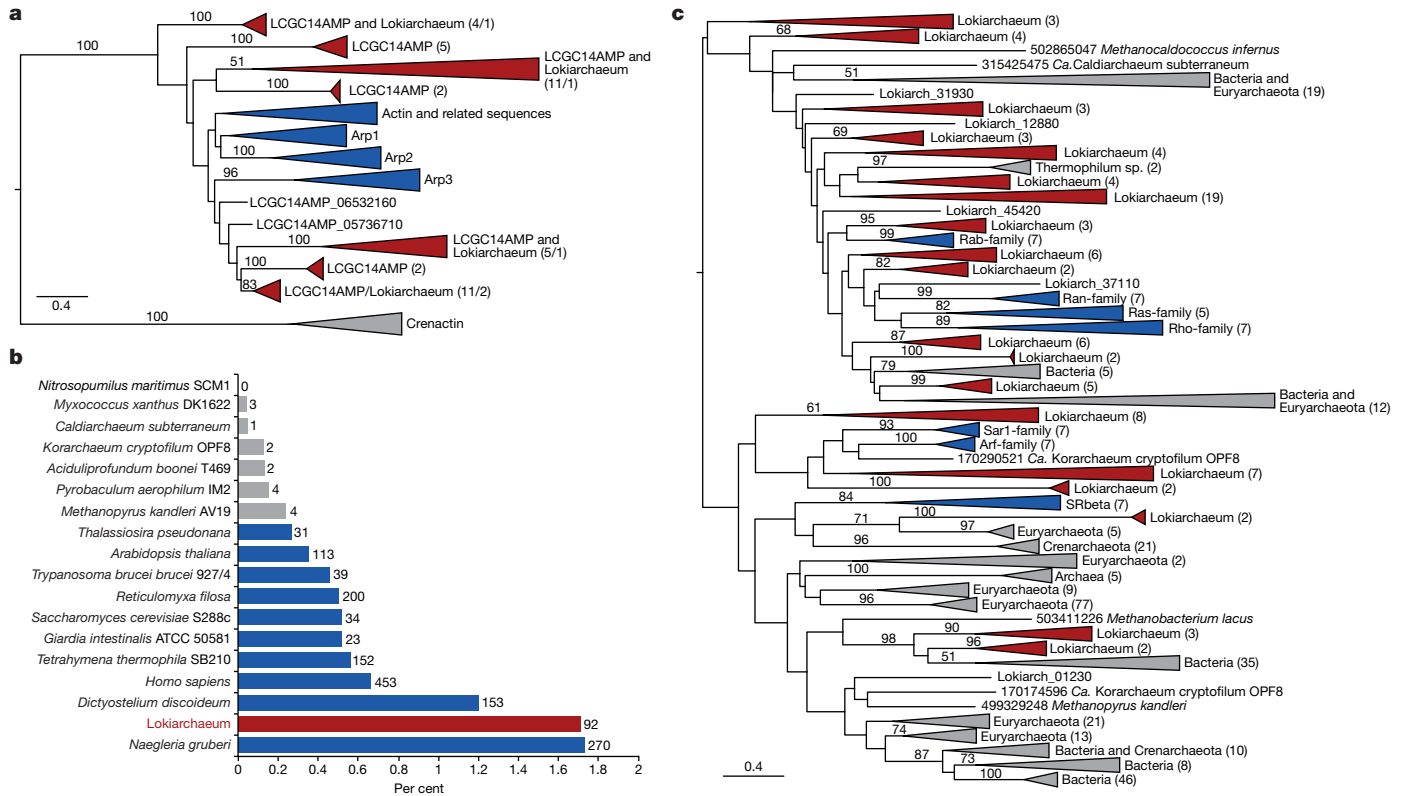 a
100
100
LCGC14AMP and Lokiarchaeum (4/1)
100
LCGC14AMP (5)
51
LCGC14AMP and
Lokiarchaeum
(11/1)
100
LCGC14AMP (2)
Actin and related sequences
Arp1
100
Arp2
96
Arp3
LCGC14AMP_06532160
LCGC14AMP_05736710
100
LCGC14AMP and
Lokiarchaeum (5/1)
100
LCGC14AMP (2)
83
LCGC14AMP/Lokiarchaeum (11/2)
0.4
100
Crenactin
b
Nitrosopumilus maritimus SCM1 0
Myxococcus xanthus DK1622 3
Caldiarchaeum subterraneum 1
Korarchaeum cryptofilum OPF8 2
Aciduliprofundum boonei T469 2
Pyrobaculum aerophilum IM2 4
Methanopyrus kandleri AV19 4
Thalassiosira pseudonana 31
Arabidopsis thaliana 113
Trypanosoma brucei brucei 927/4 39
Reticulomyxa filosa 200
Saccharomyces cerevisiae S288c 34
Giardia intestinalis ATCC 50581 23
Tetrahymena thermophila SB210 152
Homo sapiens 453
Dictyostelium discoideum 153
Lokiarchaeum 92
Naegleria gruberi 270
0 0.2 0.4 0.6 0.8 1 1.2 1.4 1.6 1.8 2
Per cent
c
Lokiarchaeum (3)
68
Lokiarchaeum (4)
502865047 Methanocaldococcus infernus
315425475 Ca.Caldiarchaeum subterraneum
51
Bacteria and
Euryarchaeota (19)
Lokiarch_31930
Lokiarchaeum (3)
Lokiarch_12880
69
Lokiarchaeum (3)
Lokiarchaeum (4)
97
Thermophilum sp. (2)
Lokiarchaeum (4)
Lokiarchaeum (19)
Lokiarch_45420
95
Lokiarchaeum (3)
99
Rab-family (7)
Lokiarchaeum (6)
82
Lokiarchaeum (2)
Lokiarch_37110
99
Ran-family (7)
82
Ras-family (5)
89
Rho-family (7)
87
Lokiarchaeum (6)
100
Lokiarchaeum (2)
79
Bacteria (5)
99
Lokiarchaeum (5)
Bacteria and
Euryarchaeota (12)
61
Lokiarchaeum (8)
93
Sar1-family (7)
100
Arf-family (7)
170290521 Ca. Korarchaeum cryptofilum OPF8
Lokiarchaeum (7)
100
Lokiarchaeum (2)
84
SRbeta (7)
100
Lokiarchaeum (2)
71
97
Euryarchaeota (5)
96
Crenarchaeota (21)
Euryarchaeota (2)
100
Archaea (5)
Euryarchaeota (9)
96
Euryarchaeota (77)
503411226 Methanobacterium lacus
90
Lokiarchaeum (3)
98
96
Lokiarchaeum (2)
51
Bacteria (35)
Lokiarch_01230
170174596 Ca. Korarchaeum cryptofilum OPF8
499329248 Methanopyrus kandleri
Euryarchaeota (21)
74
Euryarchaeota (13)
87
Bacteria and Crenarchaeota (10)
73
Bacteria (8)
100
Bacteria (46)
0.4